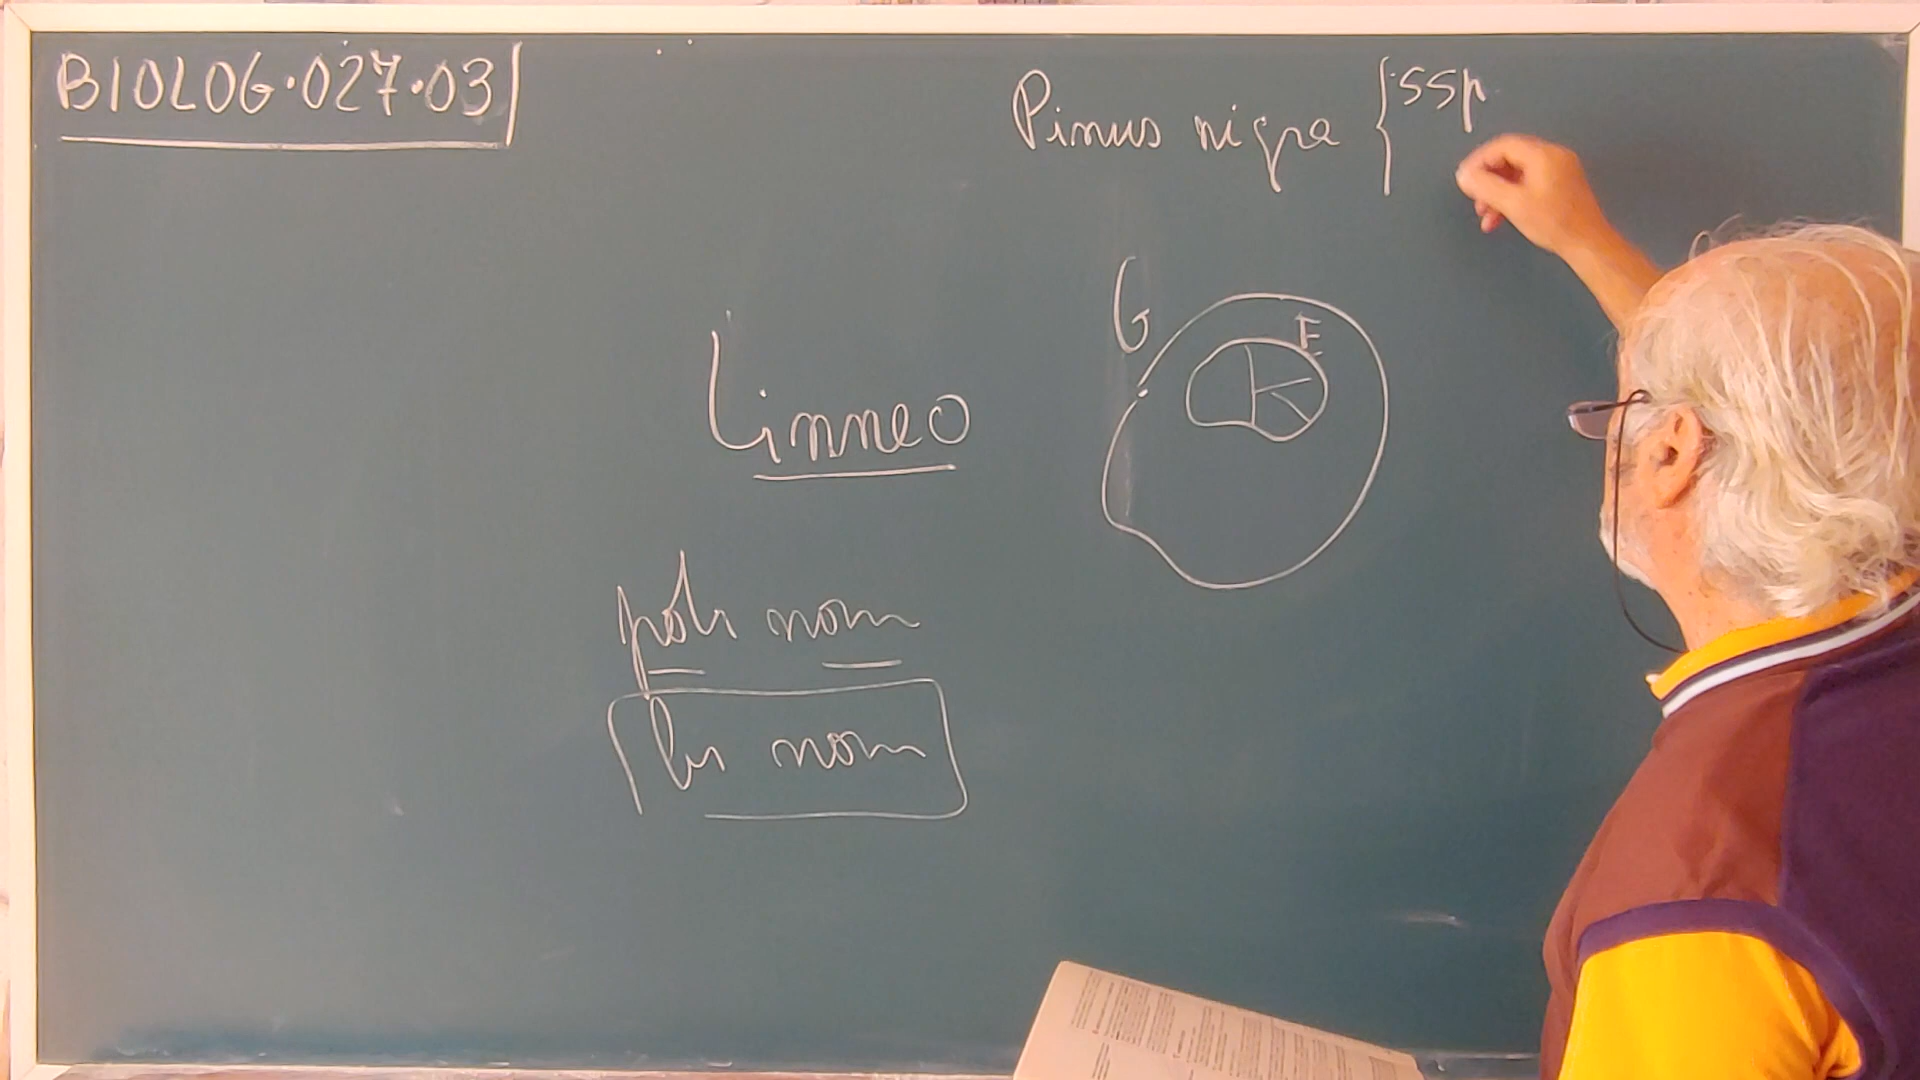 BIOLOG.027.03
Pinus nigra { ssp
G
E
Linneo
poli nom
bi nom